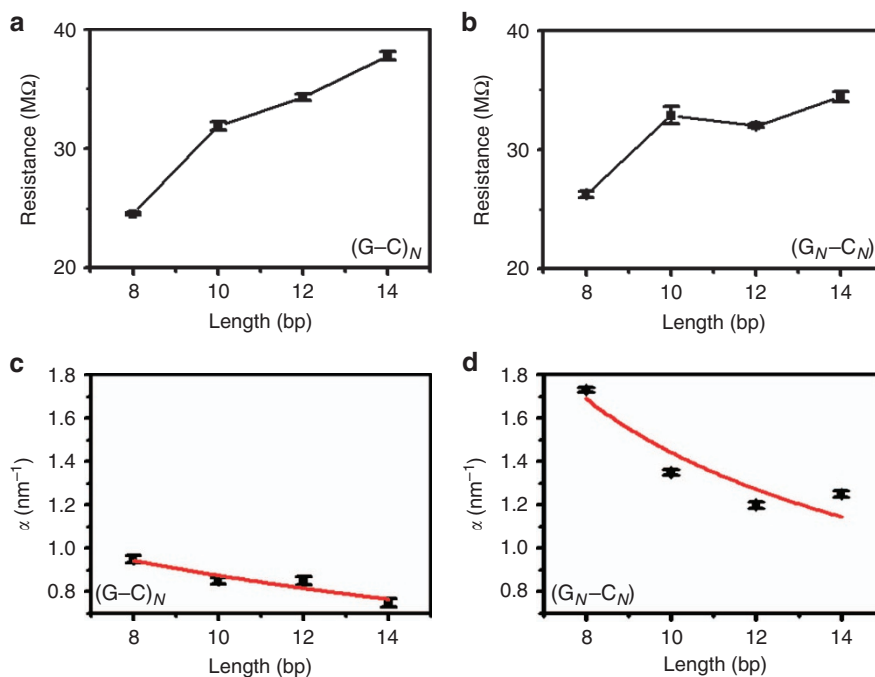 a
40
30
20
Resistance (MΩ)
(G–C)N
8 10 12 14
Length (bp)
b
40
30
20
Resistance (MΩ)
(GN–CN)
8 10 12 14
Length (bp)
c
1.8
1.6
1.4
1.2
1.0
0.8
α (nm−1)
(G–C)N
8 10 12 14
Length (bp)
d
1.8
1.6
1.4
1.2
1.0
0.8
α (nm−1)
(GN–CN)
8 10 12 14
Length (bp)